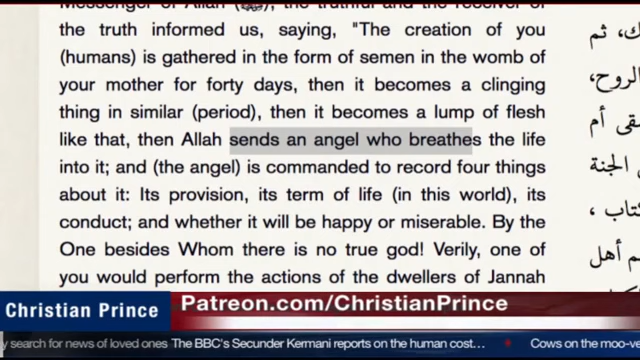 Messenger of Allah (ﷺ), the truthful and the receiver of
the truth informed us, saying, "The creation of you
(humans) is gathered in the form of semen in the womb of
your mother for forty days, then it becomes a clinging
thing in similar (period), then it becomes a lump of flesh
like that, then Allah sends an angel who breathes the life
into it; and (the angel) is commanded to record four things
about it: Its provision, its term of life (in this world), its
conduct; and whether it will be happy or miserable. By the
One besides Whom there is no true god! Verily, one of
you would perform the actions of the dwellers of Jannah
ك، ثم
الروح،
قى أم
الجنة
كتاب ،
م أهل
Christian Prince
Patreon.com/ChristianPrince
y search for news of loved ones The BBC's Secunder Kermani reports on the human cost… Cows on the moo-ve